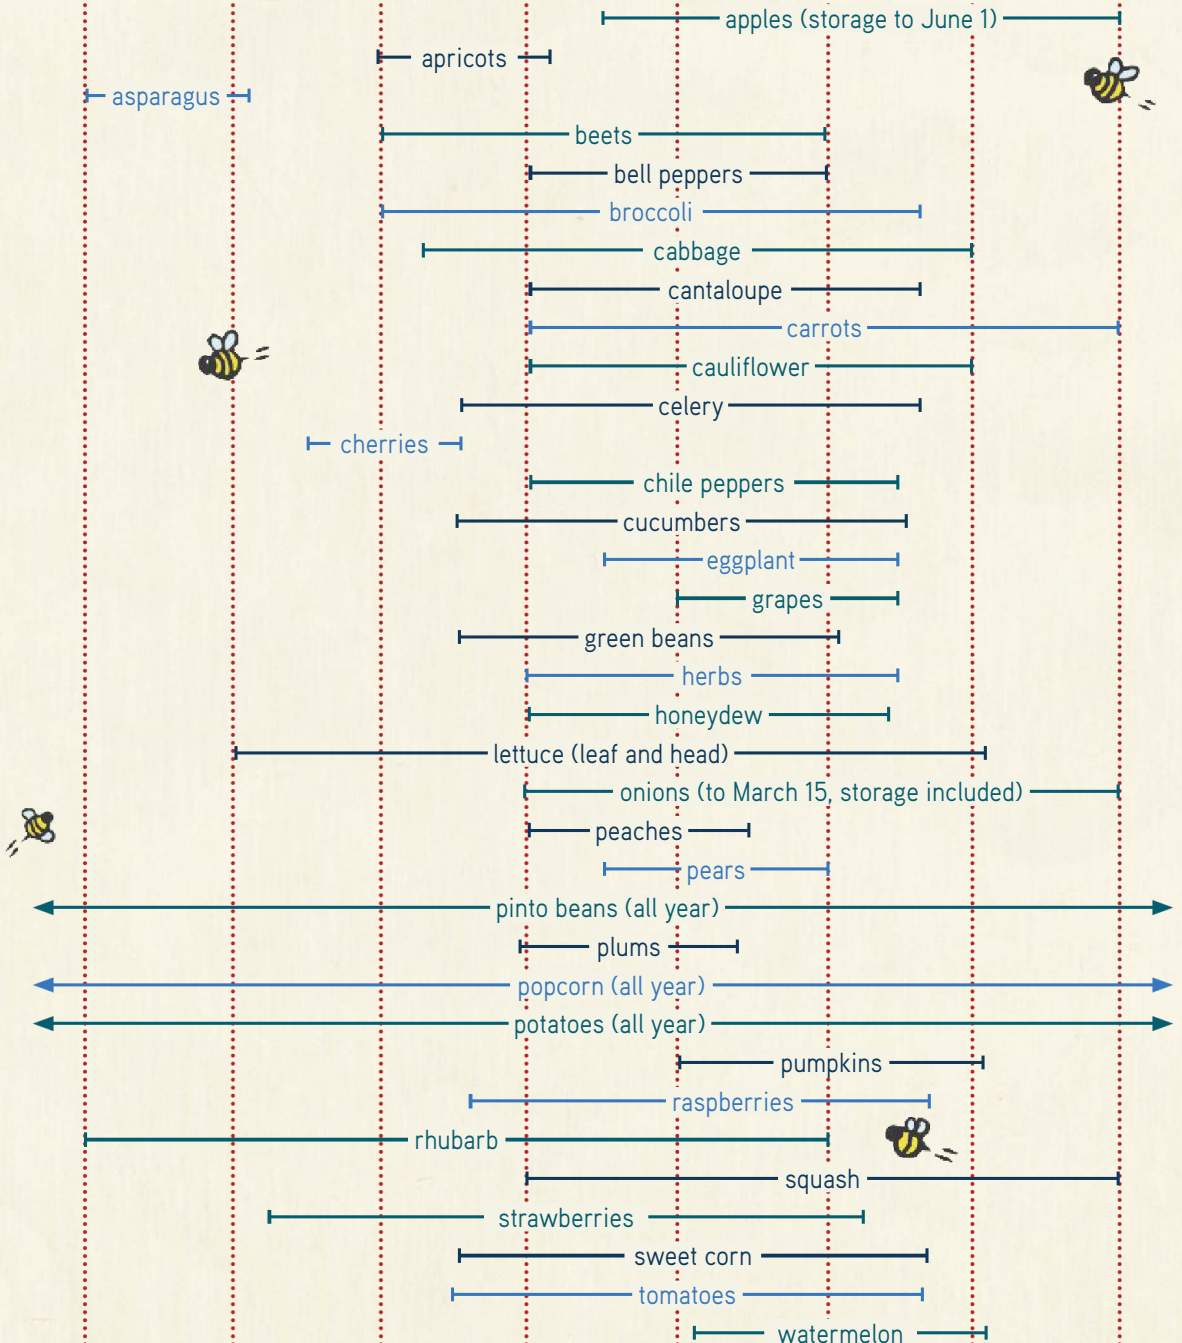 apples (storage to June 1)
apricots
asparagus
beets
bell peppers
broccoli
cabbage
cantaloupe
carrots
cauliflower
celery
cherries
chile peppers
cucumbers
eggplant
grapes
green beans
herbs
honeydew
lettuce (leaf and head)
onions (to March 15, storage included)
peaches
pears
pinto beans (all year)
plums
popcorn (all year)
potatoes (all year)
pumpkins
raspberries
rhubarb
squash
strawberries
sweet corn
tomatoes
watermelon